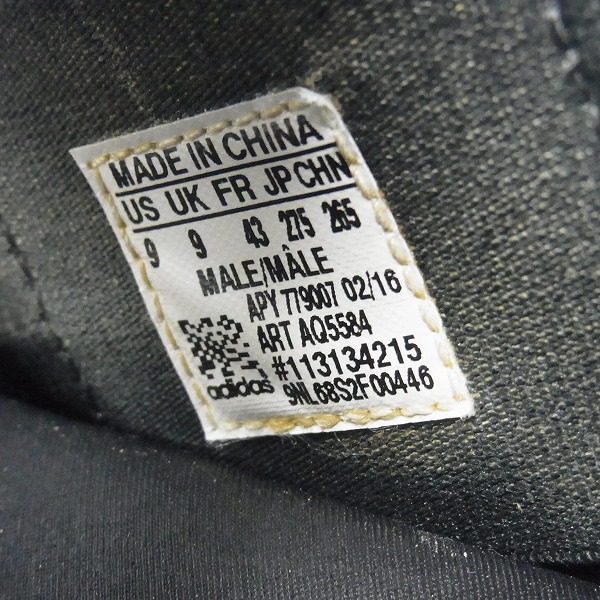 MADE IN CHINA
US UK FR JP CHN
9 9 43 275 265
MALE/MÂLE
APY 779007 02/16
ART AQ5584
#113134215
adidas 9NL68S2F00446